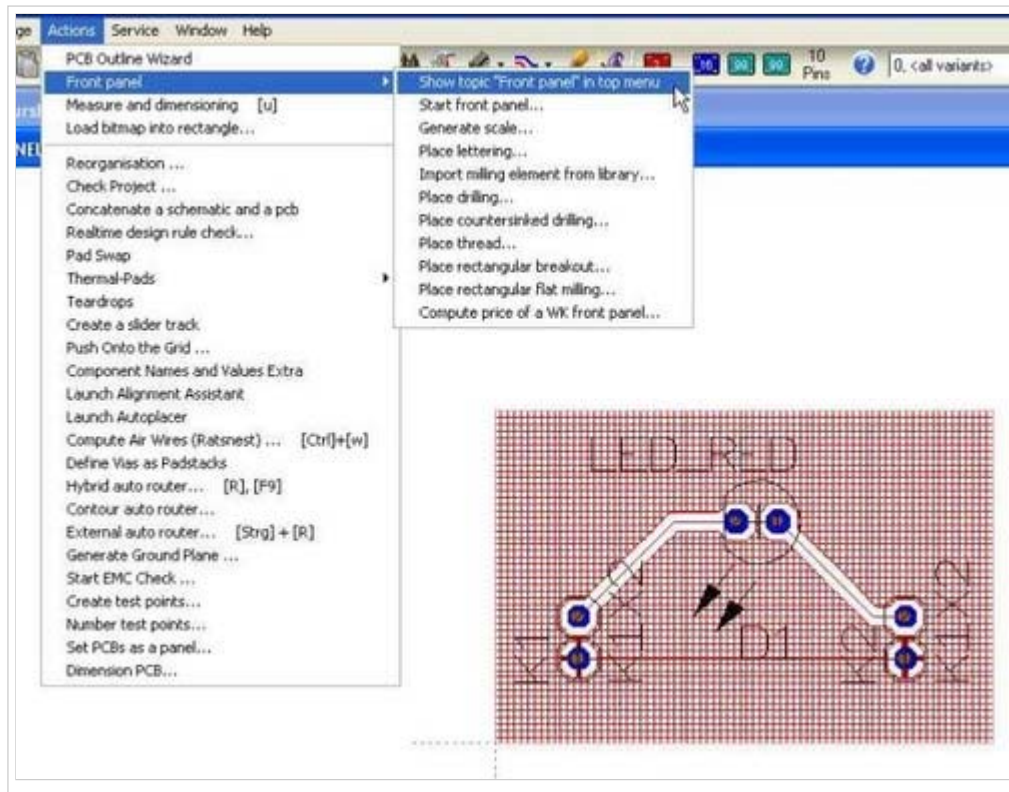 ge Actions Service Window Help
10
Pins
0, <all variants>
PCB Outline Wizard
Front panel
Measure and dimensioning [u]
Load bitmap into rectangle...
Reorganisation ...
Check Project ...
Concatenate a schematic and a pcb
Realtime design rule check...
Pad Swap
Thermal-Pads
Teardrops
Create a slider track
Push Onto the Grid ...
Component Names and Values Extra
Launch Alignment Assistant
Launch Autoplacer
Compute Air Wires (Ratsnest) ... [Ctrl]+[w]
Define Vias as Padstacks
Hybrid auto router... [R], [F9]
Contour auto router...
External auto router... [Strg] + [R]
Generate Ground Plane ...
Start EMC Check ...
Create test points...
Number test points...
Set PCBs as a panel...
Dimension PCB...
Show topic "Front panel" in top menu
Start front panel...
Generate scale...
Place lettering...
Import milling element from library...
Place drilling...
Place countersinked drilling...
Place thread...
Place rectangular breakout...
Place rectangular flat milling...
Compute price of a WK front panel...
LED_RED
D1
K1
K1X2
K2
K1X2